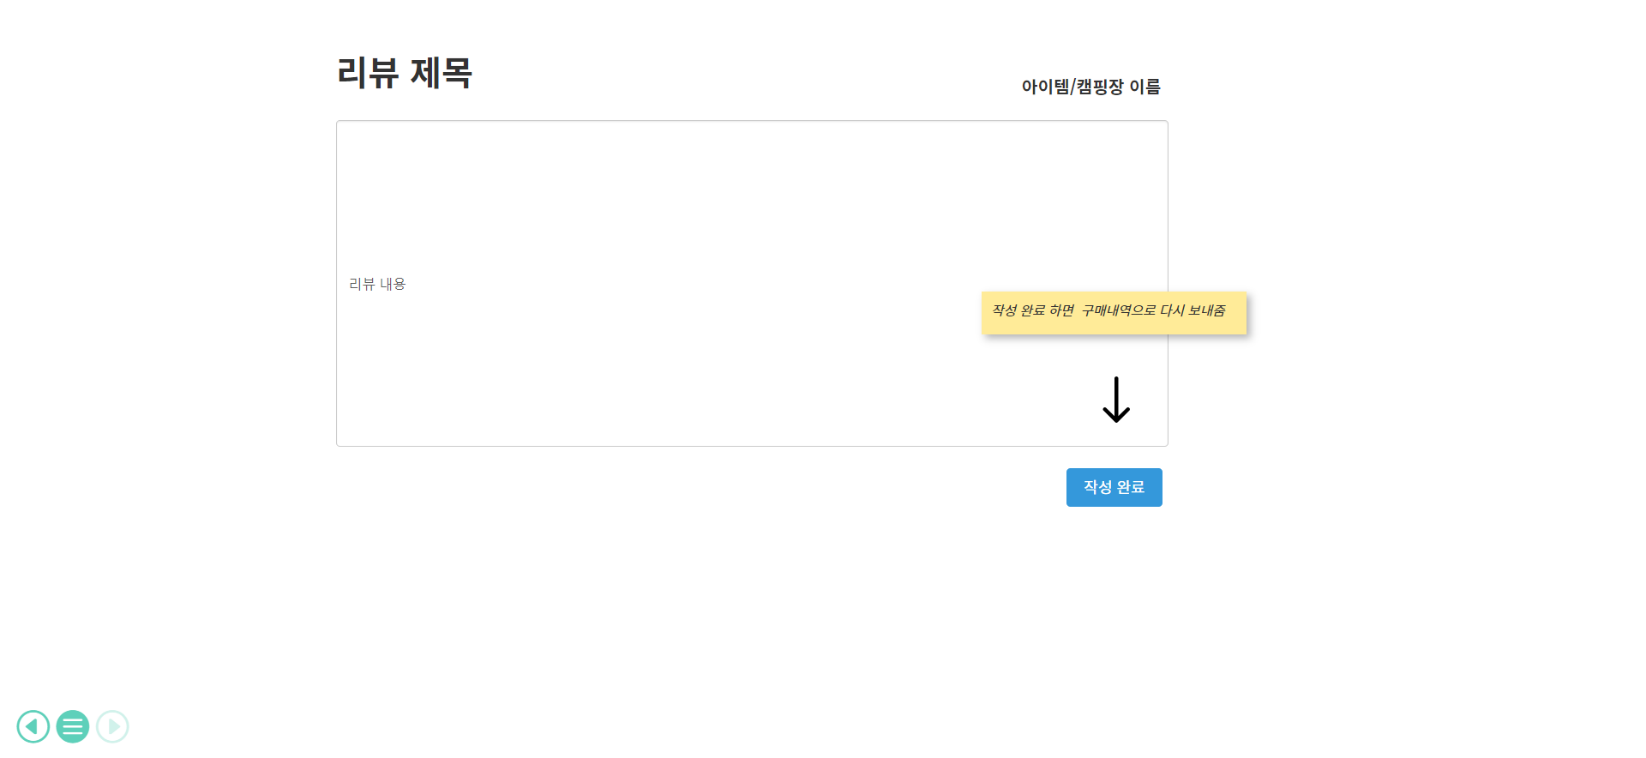 리뷰 제목
아이템/캠핑장 이름
리뷰 내용
작성 완료 하면  구매내역으로 다시 보내줌
작성 완료